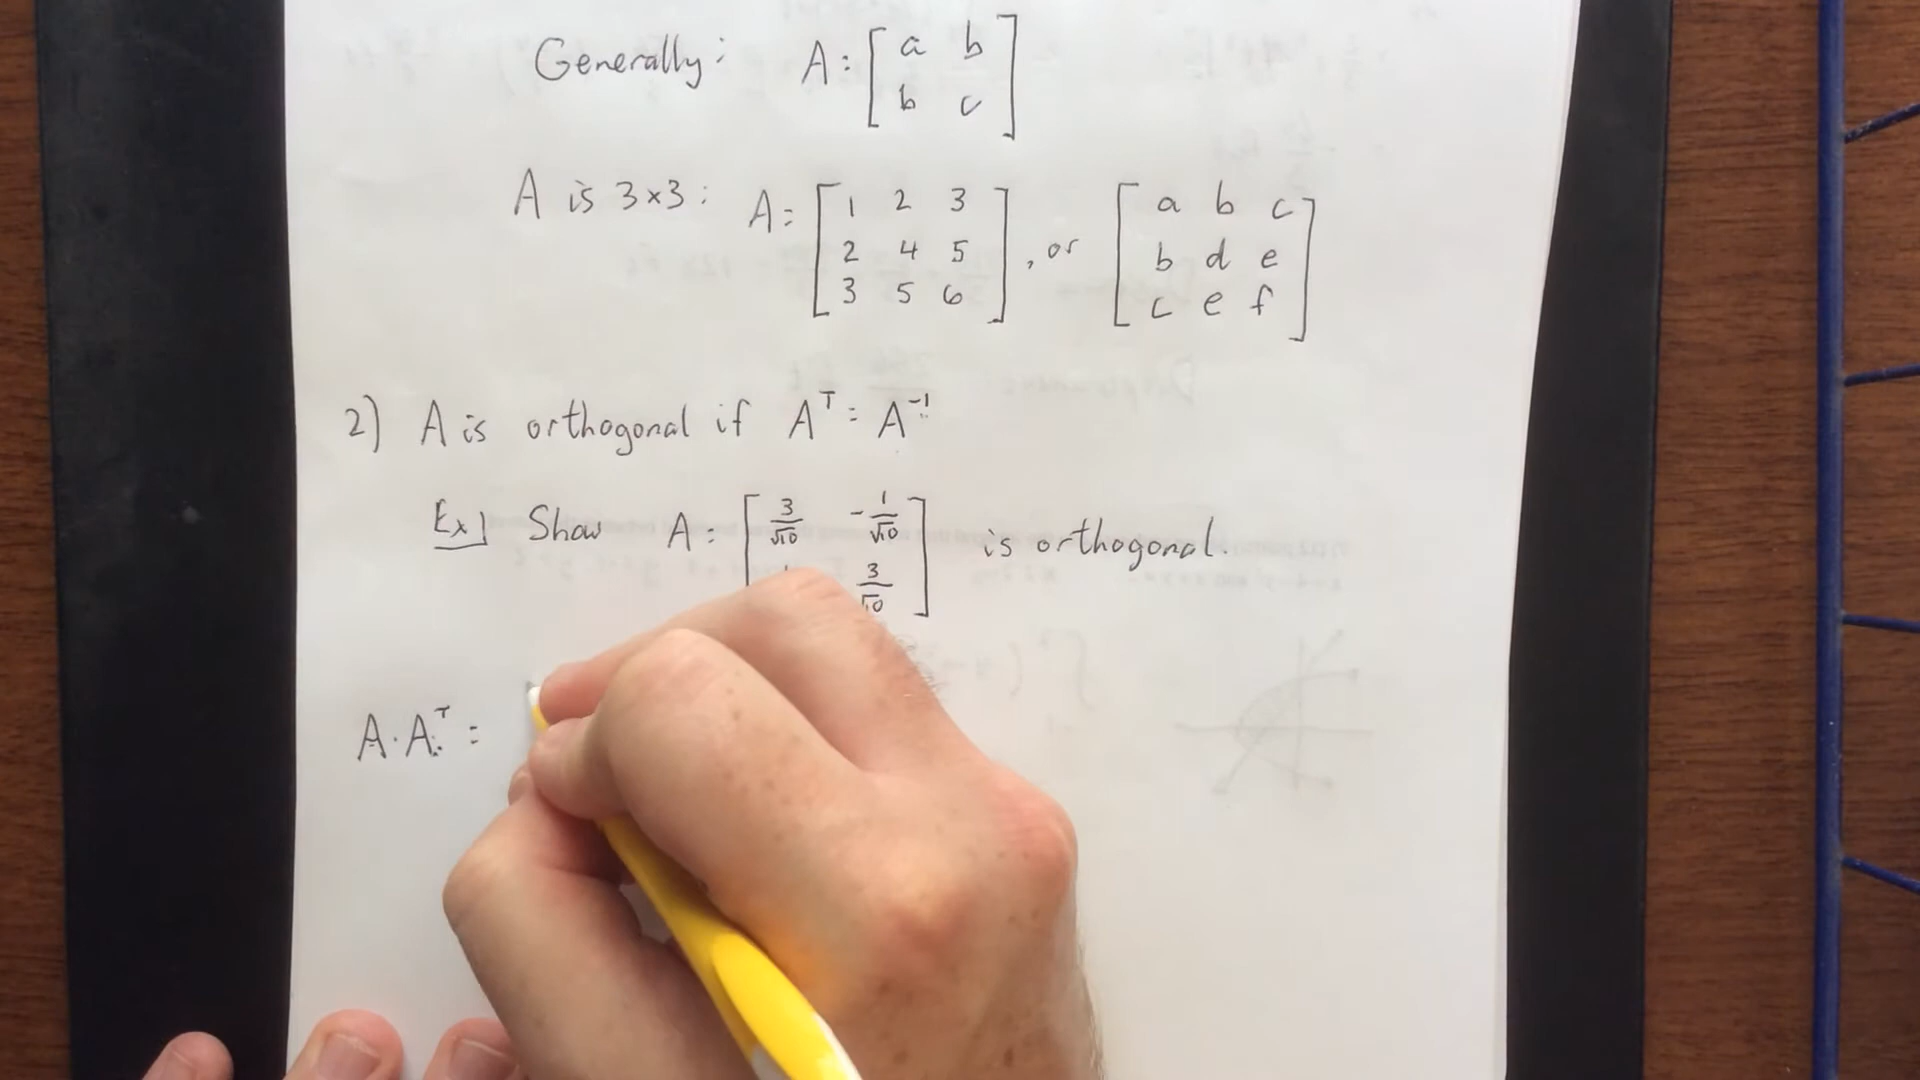 Generally: A = [ a b
b c ]
A is 3×3: A = [ 1 2 3
2 4 5
3 5 6 ] , or [ a b c
b d e
c e f ]
2) A is orthogonal if Aᵀ = A⁻¹
Ex] Show A = [ 3/√10 -1/√10
3/√10 ] is orthogonal.
A·Aᵀ =